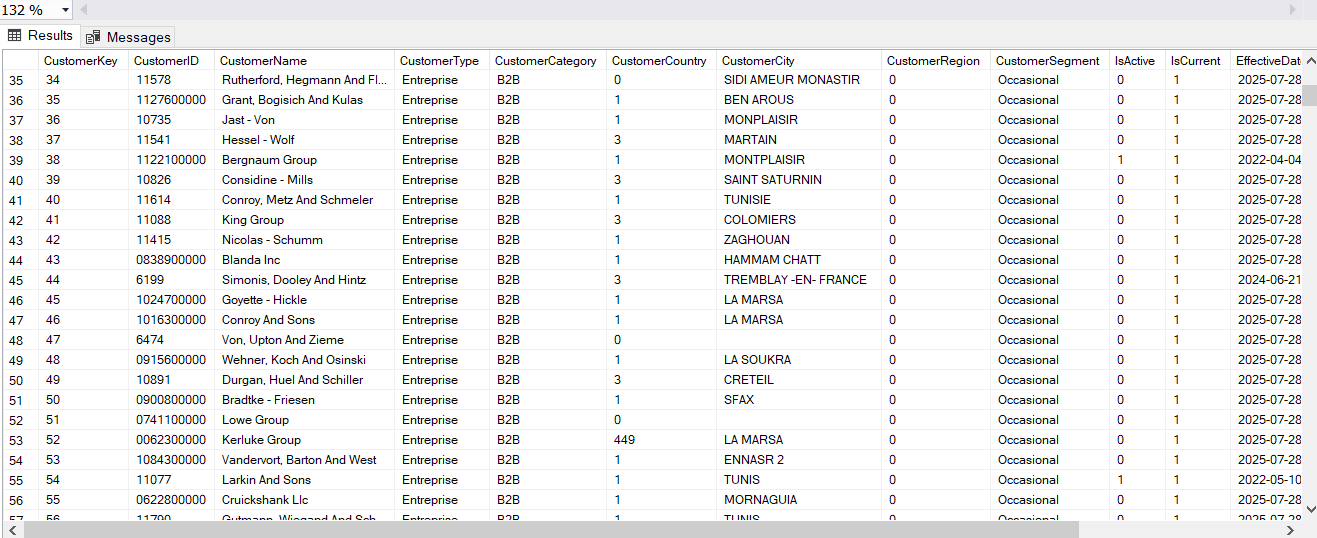 132 %
Results Messages
CustomerKey CustomerID CustomerName CustomerType CustomerCategory CustomerCountry CustomerCity CustomerRegion CustomerSegment IsActive IsCurrent EffectiveDat
35 34 11578 Rutherford, Hegmann And Fl... Entreprise B2B 0 SIDI AMEUR MONASTIR 0 Occasional 0 1 2025-07-28
36 35 1127600000 Grant, Bogisich And Kulas Entreprise B2B 1 BEN AROUS 0 Occasional 0 1 2025-07-28
37 36 10735 Jast - Von Entreprise B2B 1 MONPLAISIR 0 Occasional 0 1 2025-07-28
38 37 11541 Hessel - Wolf Entreprise B2B 3 MARTAIN 0 Occasional 0 1 2025-07-28
39 38 1122100000 Bergnaum Group Entreprise B2B 1 MONTPLAISIR 0 Occasional 1 1 2022-04-04
40 39 10826 Considine - Mills Entreprise B2B 3 SAINT SATURNIN 0 Occasional 0 1 2025-07-28
41 40 11614 Conroy, Metz And Schmeler Entreprise B2B 1 TUNISIE 0 Occasional 0 1 2025-07-28
42 41 11088 King Group Entreprise B2B 3 COLOMIERS 0 Occasional 0 1 2025-07-28
43 42 11415 Nicolas - Schumm Entreprise B2B 1 ZAGHOUAN 0 Occasional 0 1 2025-07-28
44 43 0838900000 Blanda Inc Entreprise B2B 1 HAMMAM CHATT 0 Occasional 0 1 2025-07-28
45 44 6199 Simonis, Dooley And Hintz Entreprise B2B 3 TREMBLAY -EN- FRANCE 0 Occasional 0 1 2024-06-21
46 45 1024700000 Goyette - Hickle Entreprise B2B 1 LA MARSA 0 Occasional 0 1 2025-07-28
47 46 1016300000 Conroy And Sons Entreprise B2B 1 LA MARSA 0 Occasional 0 1 2025-07-28
48 47 6474 Von, Upton And Zieme Entreprise B2B 0 0 Occasional 0 1 2025-07-28
49 48 0915600000 Wehner, Koch And Osinski Entreprise B2B 1 LA SOUKRA 0 Occasional 0 1 2025-07-28
50 49 10891 Durgan, Huel And Schiller Entreprise B2B 3 CRETEIL 0 Occasional 0 1 2025-07-28
51 50 0900800000 Bradtke - Friesen Entreprise B2B 1 SFAX 0 Occasional 0 1 2025-07-28
52 51 0741100000 Lowe Group Entreprise B2B 0 0 Occasional 0 1 2025-07-28
53 52 0062300000 Kerluke Group Entreprise B2B 449 LA MARSA 0 Occasional 0 1 2025-07-28
54 53 1084300000 Vandervort, Barton And West Entreprise B2B 1 ENNASR 2 0 Occasional 0 1 2025-07-28
55 54 11077 Larkin And Sons Entreprise B2B 1 TUNIS 0 Occasional 1 1 2022-05-10
56 55 0622800000 Cruickshank Llc Entreprise B2B 1 MORNAGUIA 0 Occasional 0 1 2025-07-28
57 56 11790 Gutmann, Wiegand And Sch Entreprise B2B 1 TUNIS 0 Occasional 0 1 2025-07-28